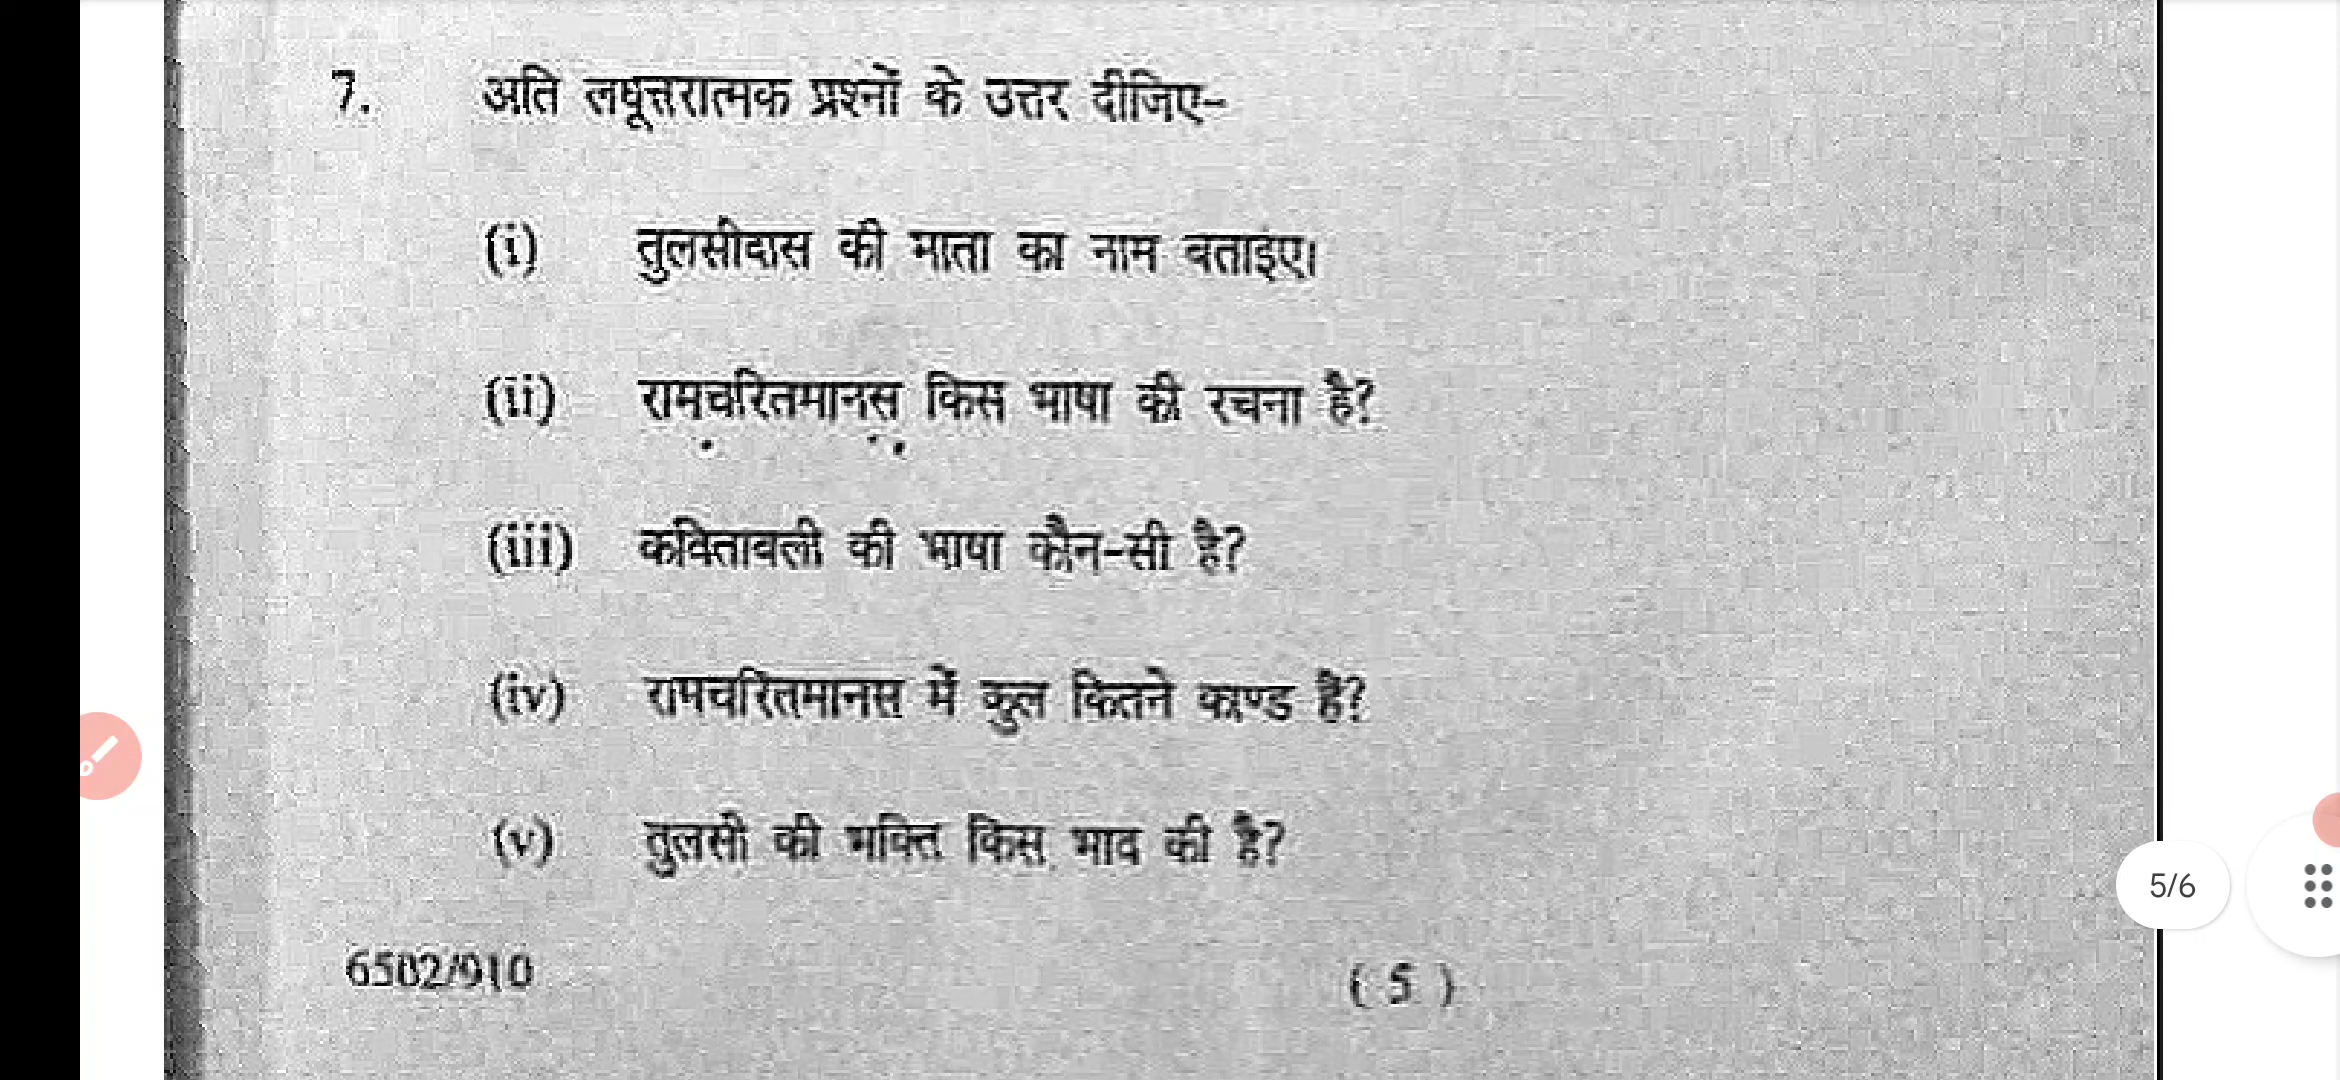 7. अति लघूत्तरात्मक प्रश्नों के उत्तर दीजिए-
(i) तुलसीदास की माता का नाम बताइए।
(ii) रामचरितमानस किस भाषा की रचना है?
(iii) कवितावली की भाषा कौन-सी है?
(iv) रामचरितमानस में कुल कितने काण्ड हैं?
(v) तुलसी की भक्ति किस भाव की है?
5/6
6502/910 ( 5 )